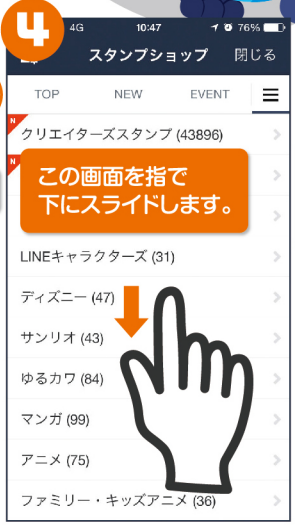 4
4G 10:47 76%
スタンプショップ 閉じる
TOP NEW EVENT
N
クリエイターズスタンプ (43896)
N
この画面を指で
下にスライドします。
LINEキャラクターズ (31)
ディズニー (47)
サンリオ (43)
ゆるカワ (84)
マンガ (99)
アニメ (75)
ファミリー・キッズアニメ (36)